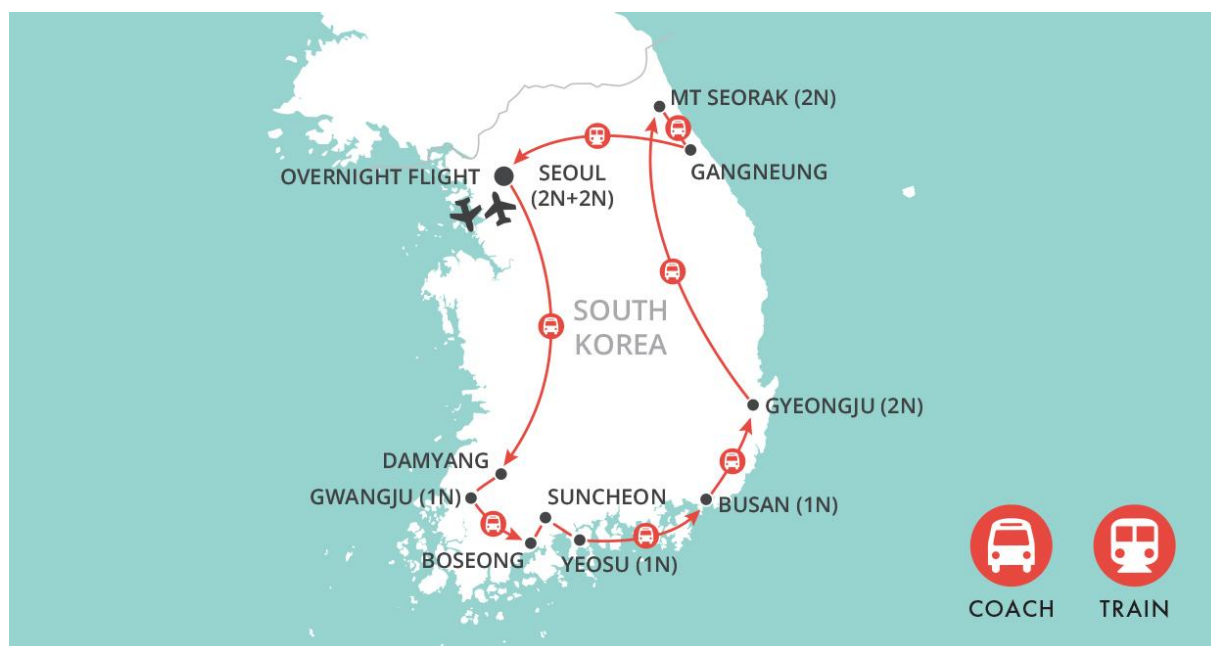 MT SEORAK (2N)
GANGNEUNG
OVERNIGHT FLIGHT
SEOUL
(2N+2N)
SOUTH
KOREA
GYEONGJU (2N)
DAMYANG
GWANGJU (1N)
SUNCHEON
BUSAN (1N)
BOSEONG
YEOSU (1N)
COACH
TRAIN